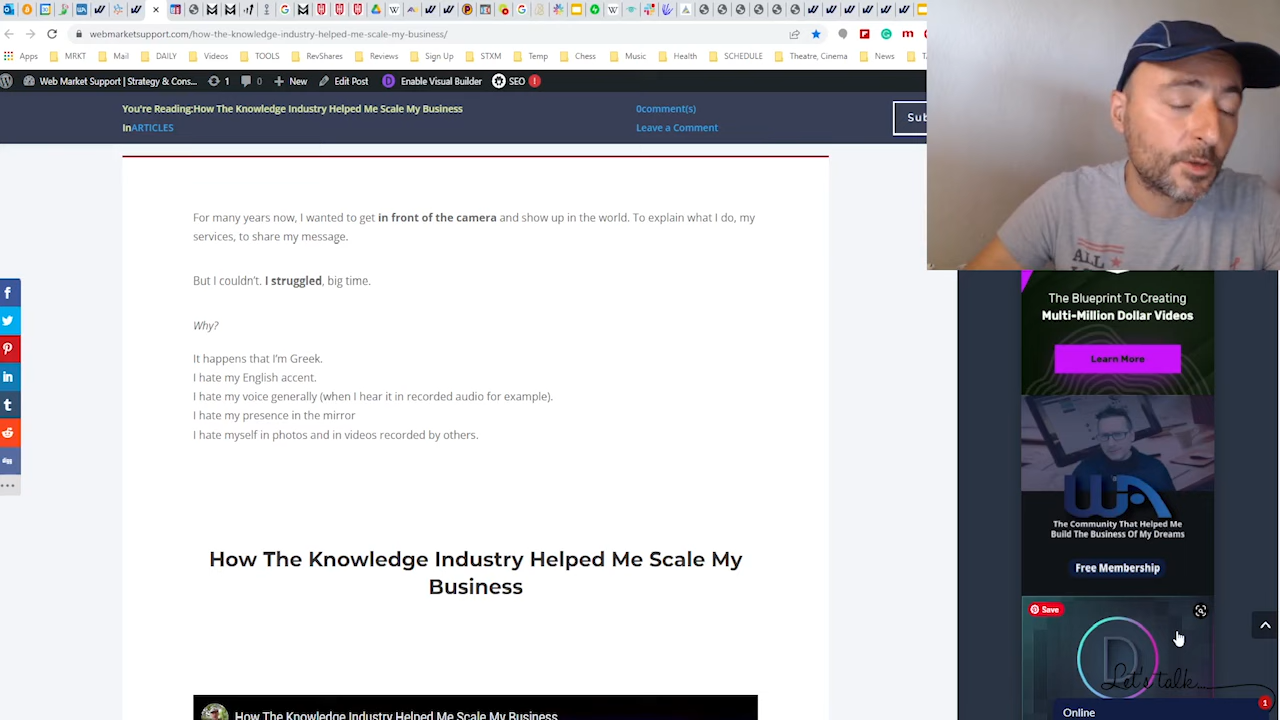 webmarketsupport.com/how-the-knowledge-industry-helped-me-scale-my-business/
Apps MRKT Mail DAILY Videos TOOLS RevShares Reviews Sign Up STXM Temp Chess Music Health SCHEDULE Theatre, Cinema News
Web Market Support | Strategy & Cons... 1 0 New Edit Post Enable Visual Builder SEO !
You're Reading:How The Knowledge Industry Helped Me Scale My Business
InARTICLES
0comment(s)
Leave a Comment
For many years now, I wanted to get in front of the camera and show up in the world. To explain what I do, my
services, to share my message.
But I couldn't. I struggled, big time.
Why?
It happens that I'm Greek.
I hate my English accent.
I hate my voice generally (when I hear it in recorded audio for example).
I hate my presence in the mirror
I hate myself in photos and in videos recorded by others.
How The Knowledge Industry Helped Me Scale My
Business
How The Knowledge Industry Helped Me Scale My Business
The Blueprint To Creating
Multi-Million Dollar Videos
Learn More
WA
The Community That Helped Me
Build The Business Of My Dreams
Free Membership
Save
D
Let's talk...
Online
1